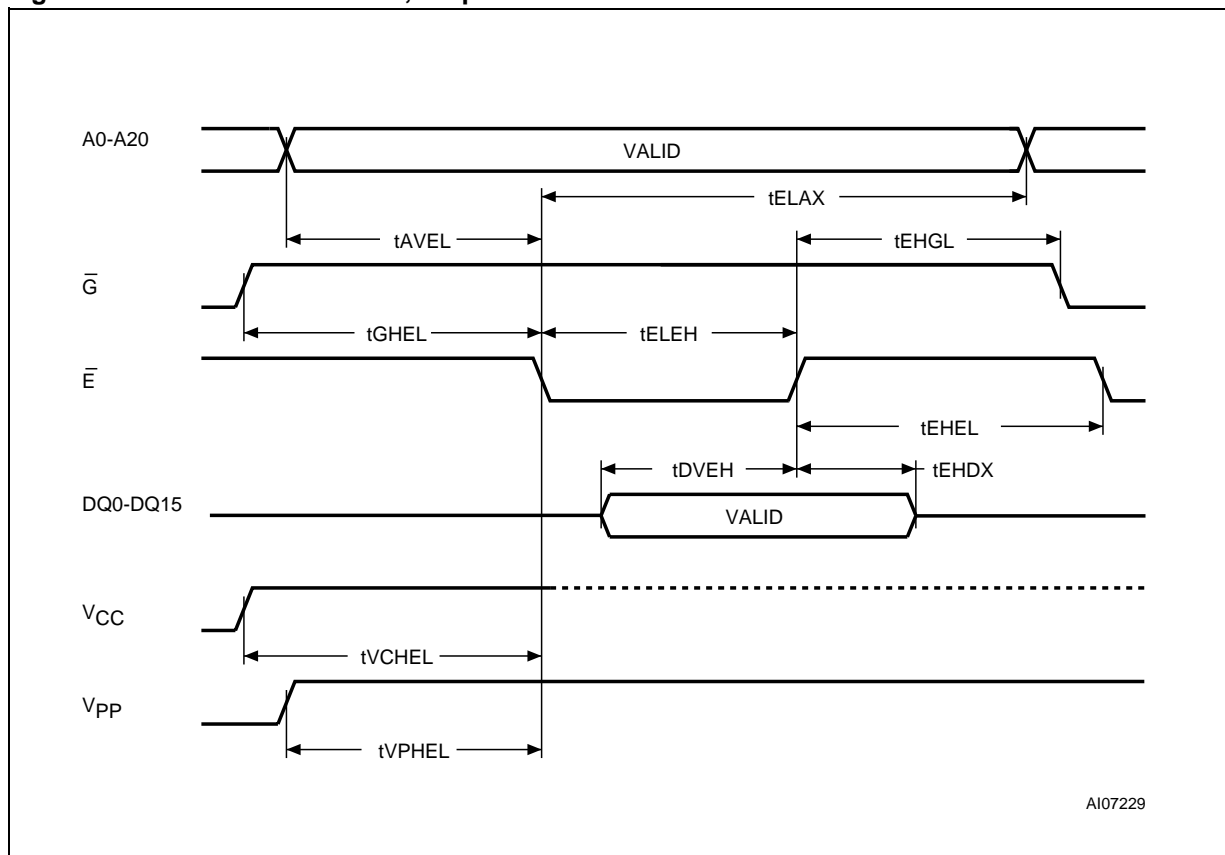 A0-A20
VALID
tELAX
tAVEL
tEHGL
G̅
tGHEL
tELEH
E̅
tEHEL
tDVEH
tEHDX
DQ0-DQ15
VALID
VCC
tVCHEL
VPP
tVPHEL
AI07229